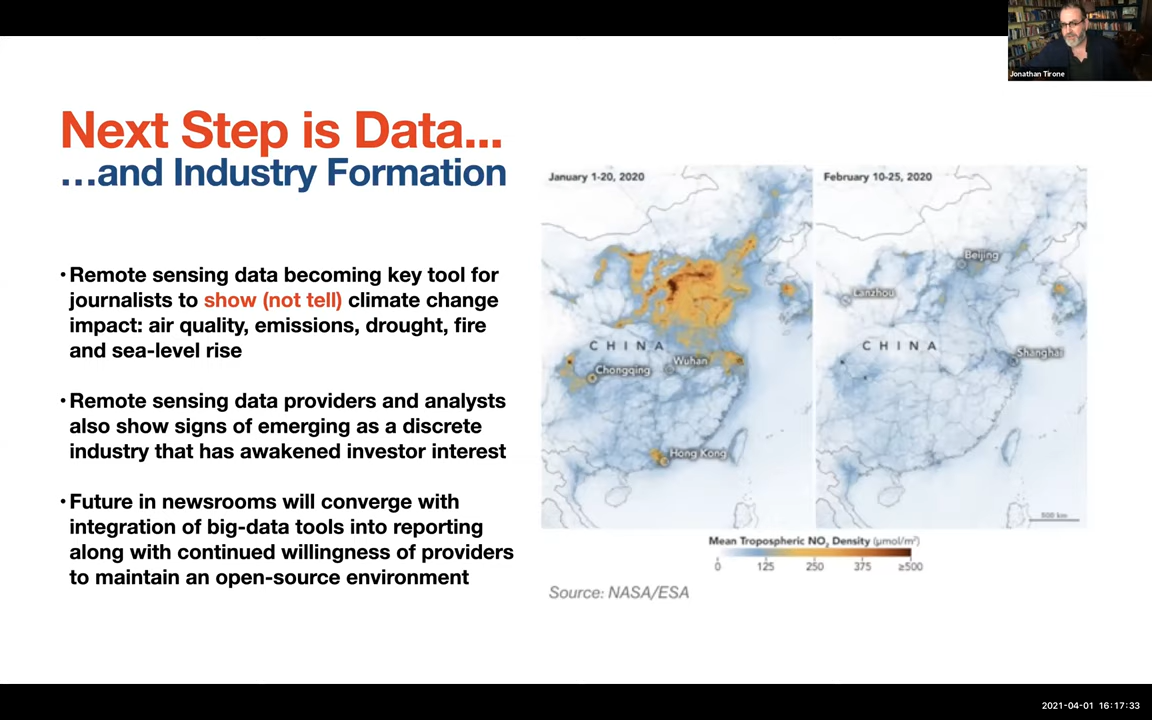 Jonathan Tirone
Next Step is Data...
...and Industry Formation
• Remote sensing data becoming key tool for
journalists to show (not tell) climate change
impact: air quality, emissions, drought, fire
and sea-level rise
• Remote sensing data providers and analysts
also show signs of emerging as a discrete
industry that has awakened investor interest
• Future in newsrooms will converge with
integration of big-data tools into reporting
along with continued willingness of providers
to maintain an open-source environment
January 1-20, 2020
CHINA
Wuhan
Chongqing
Hong Kong
February 10-25, 2020
Beijing
Lanzhou
CHINA
Shanghai
500 km
Mean Tropospheric NO₂ Density (μmol/m²)
0 125 250 375 ≥500
Source: NASA/ESA
2021-04-01 16:17:33